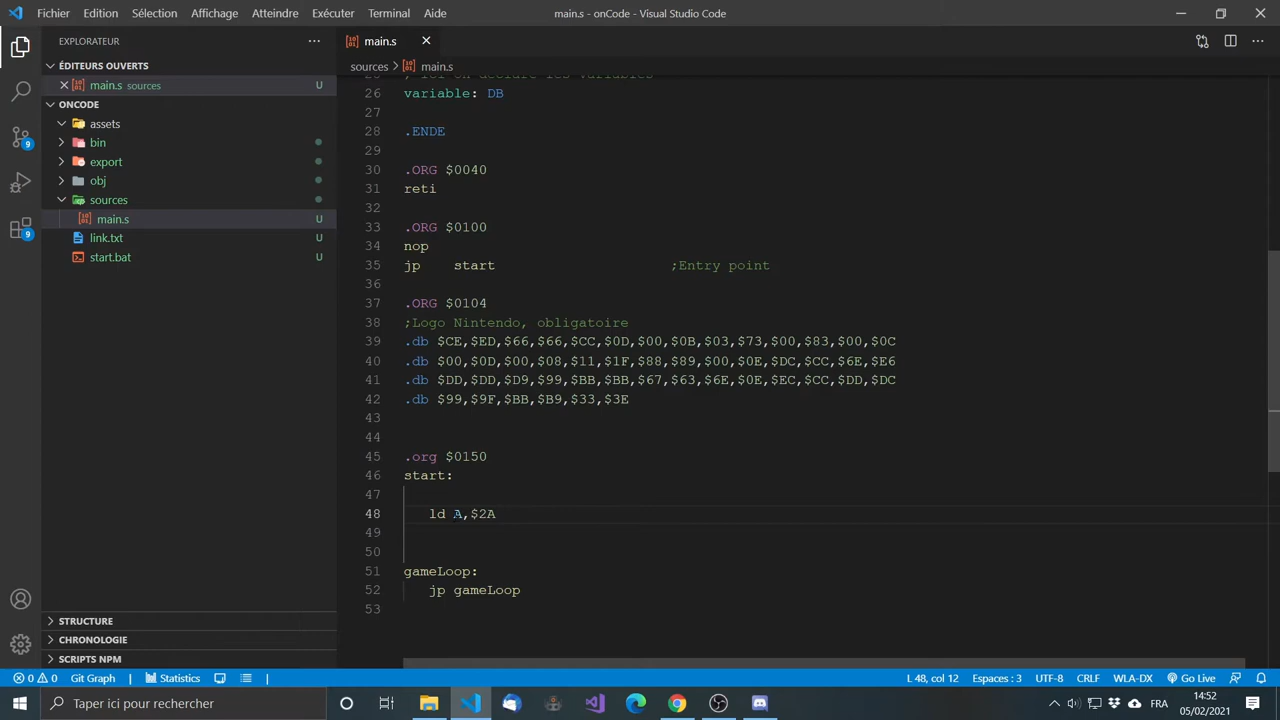 Fichier Edition Sélection Affichage Atteindre Exécuter Terminal Aide
main.s - onCode - Visual Studio Code
EXPLORATEUR
ÉDITEURS OUVERTS
main.s sources U
ONCODE
assets
bin
export
obj
sources
main.s U
link.txt U
start.bat U
STRUCTURE
CHRONOLOGIE
SCRIPTS NPM
9
9
main.s
sources > main.s
26 variable: DB
27
28 .ENDE
29
30 .ORG $0040
31 reti
32
33 .ORG $0100
34 nop
35 jp start ;Entry point
36
37 .ORG $0104
38 ;Logo Nintendo, obligatoire
39 .db $CE,$ED,$66,$66,$CC,$0D,$00,$0B,$03,$73,$00,$83,$00,$0C
40 .db $00,$0D,$00,$08,$11,$1F,$88,$89,$00,$0E,$DC,$CC,$6E,$E6
41 .db $DD,$DD,$D9,$99,$BB,$BB,$67,$63,$6E,$0E,$EC,$CC,$DD,$DC
42 .db $99,$9F,$BB,$B9,$33,$3E
43
44
45 .org $0150
46 start:
47
48 ld A,$2A
49
50
51 gameLoop:
52 jp gameLoop
53
0 0 Git Graph Statistics L 48, col 12 Espaces : 3 UTF-8 CRLF WLA-DX Go Live
Taper ici pour rechercher
FRA
14:52
05/02/2021